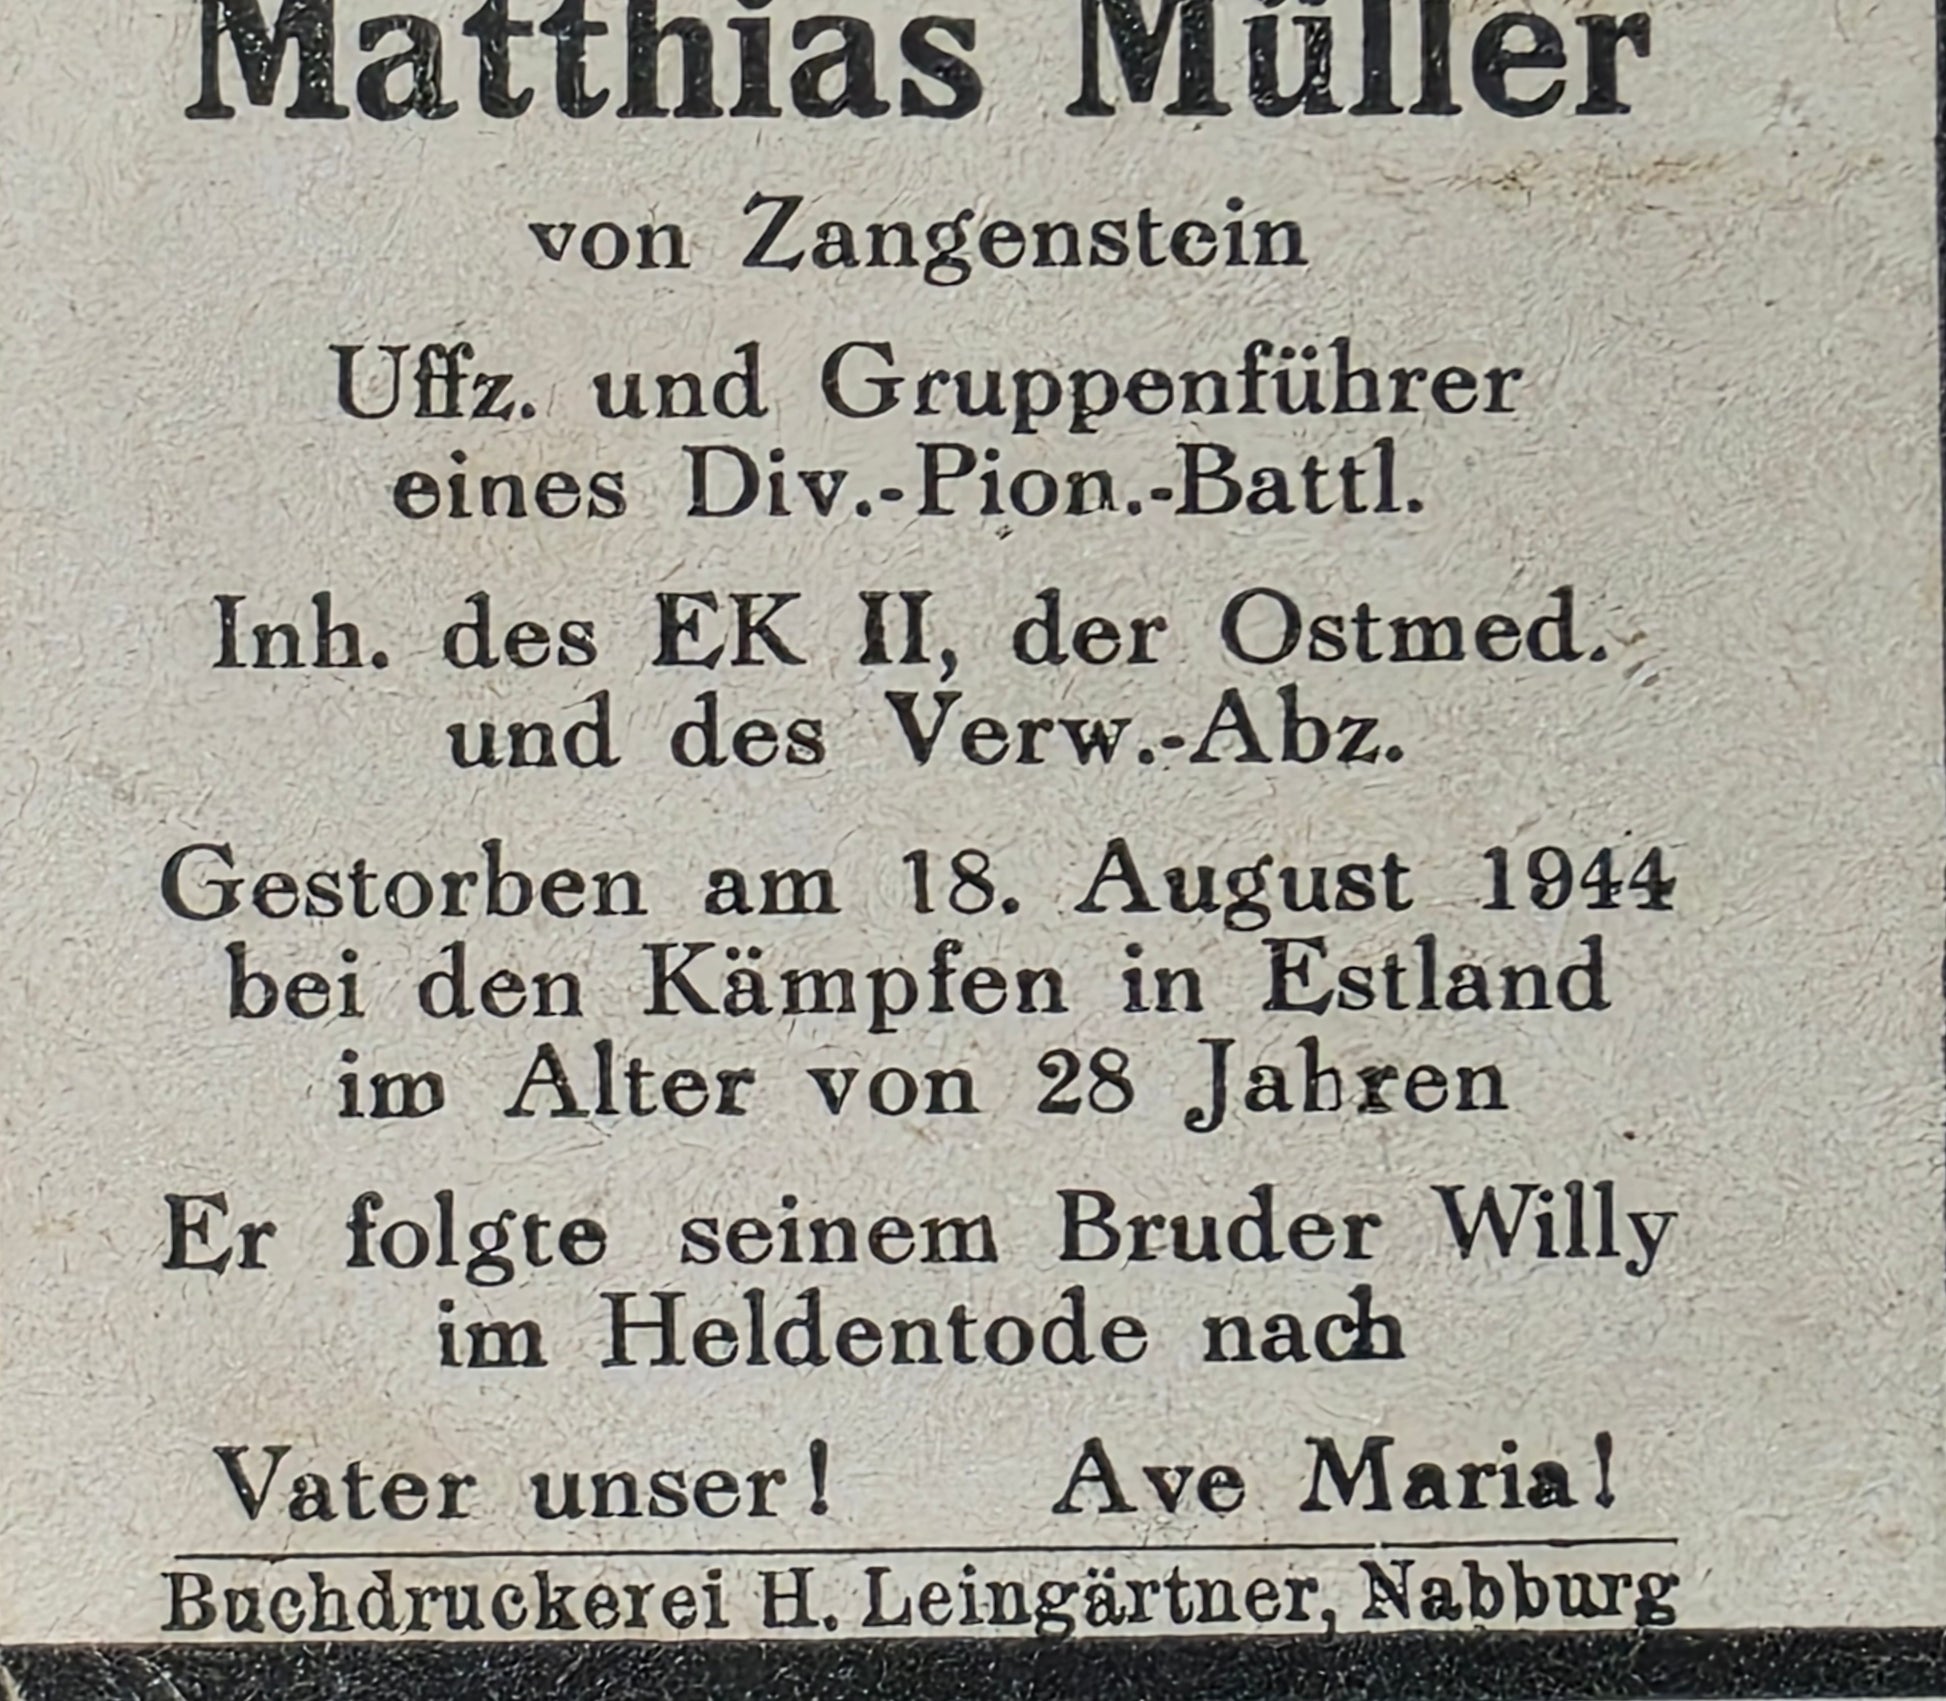 Matthias Müller
von Zangenstein
Uffz. und Gruppenführer
eines Div.-Pion.-Battl.
Inh. des EK II, der Ostmed.
und des Verw.-Abz.
Gestorben am 18. August 1944
bei den Kämpfen in Estland
im Alter von 28 Jahren
Er folgte seinem Bruder Willy
im Heldentode nach
Vater unser! Ave Maria!
Buchdruckerei H. Leingärtner, Nabburg